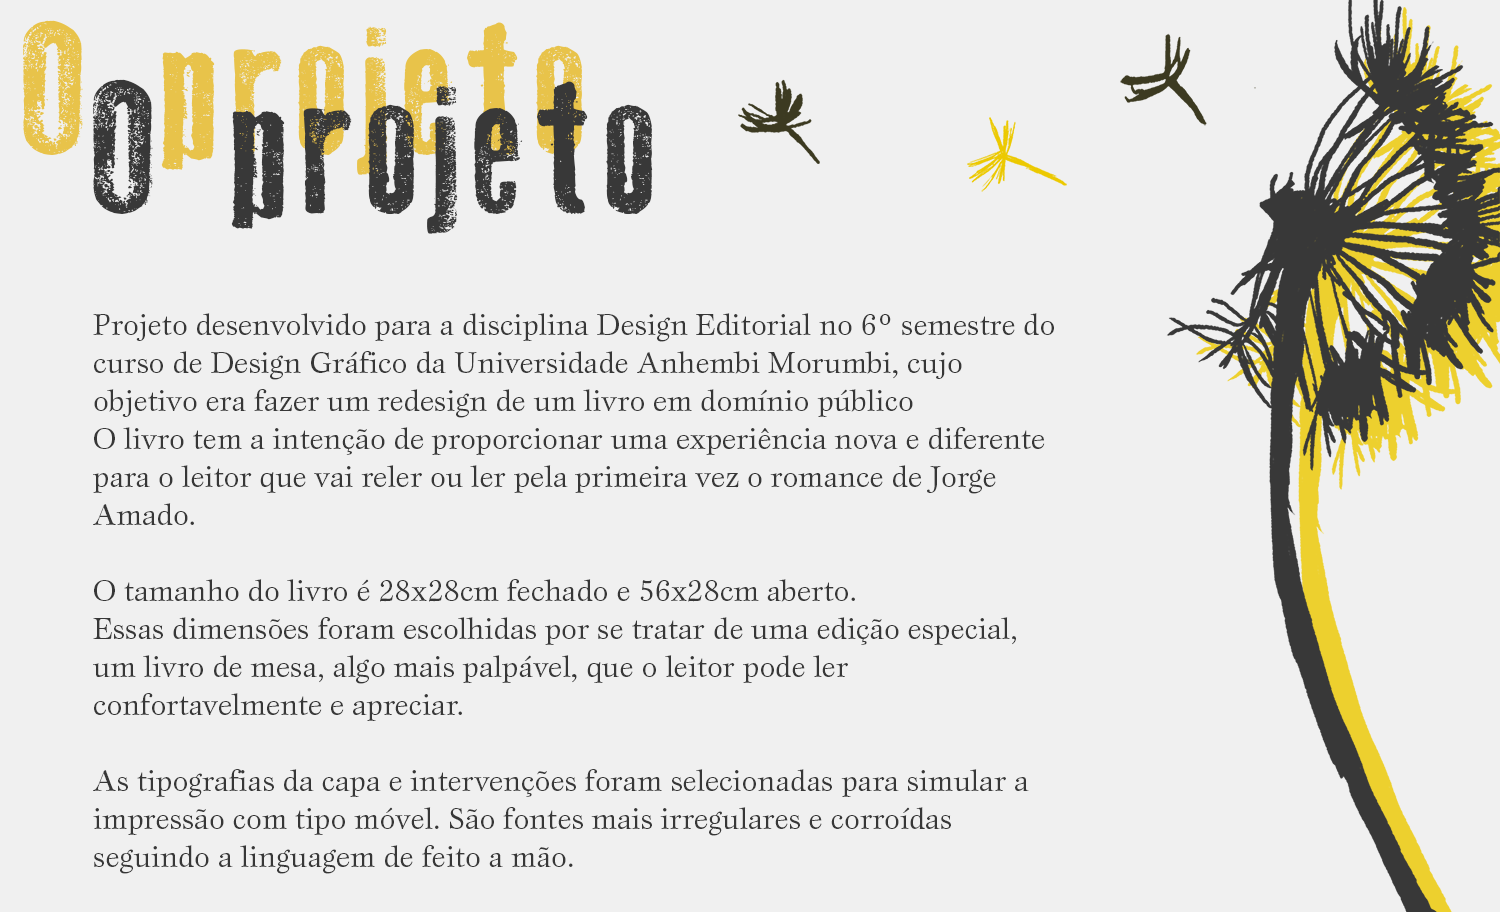 O projeto
O projeto
Projeto desenvolvido para a disciplina Design Editorial no 6º semestre do
curso de Design Gráfico da Universidade Anhembi Morumbi, cujo
objetivo era fazer um redesign de um livro em domínio público
O livro tem a intenção de proporcionar uma experiência nova e diferente
para o leitor que vai reler ou ler pela primeira vez o romance de Jorge
Amado.
O tamanho do livro é 28x28cm fechado e 56x28cm aberto.
Essas dimensões foram escolhidas por se tratar de uma edição especial,
um livro de mesa, algo mais palpável, que o leitor pode ler
confortavelmente e apreciar.
As tipografias da capa e intervenções foram selecionadas para simular a
impressão com tipo móvel. São fontes mais irregulares e corroídas
seguindo a linguagem de feito a mão.